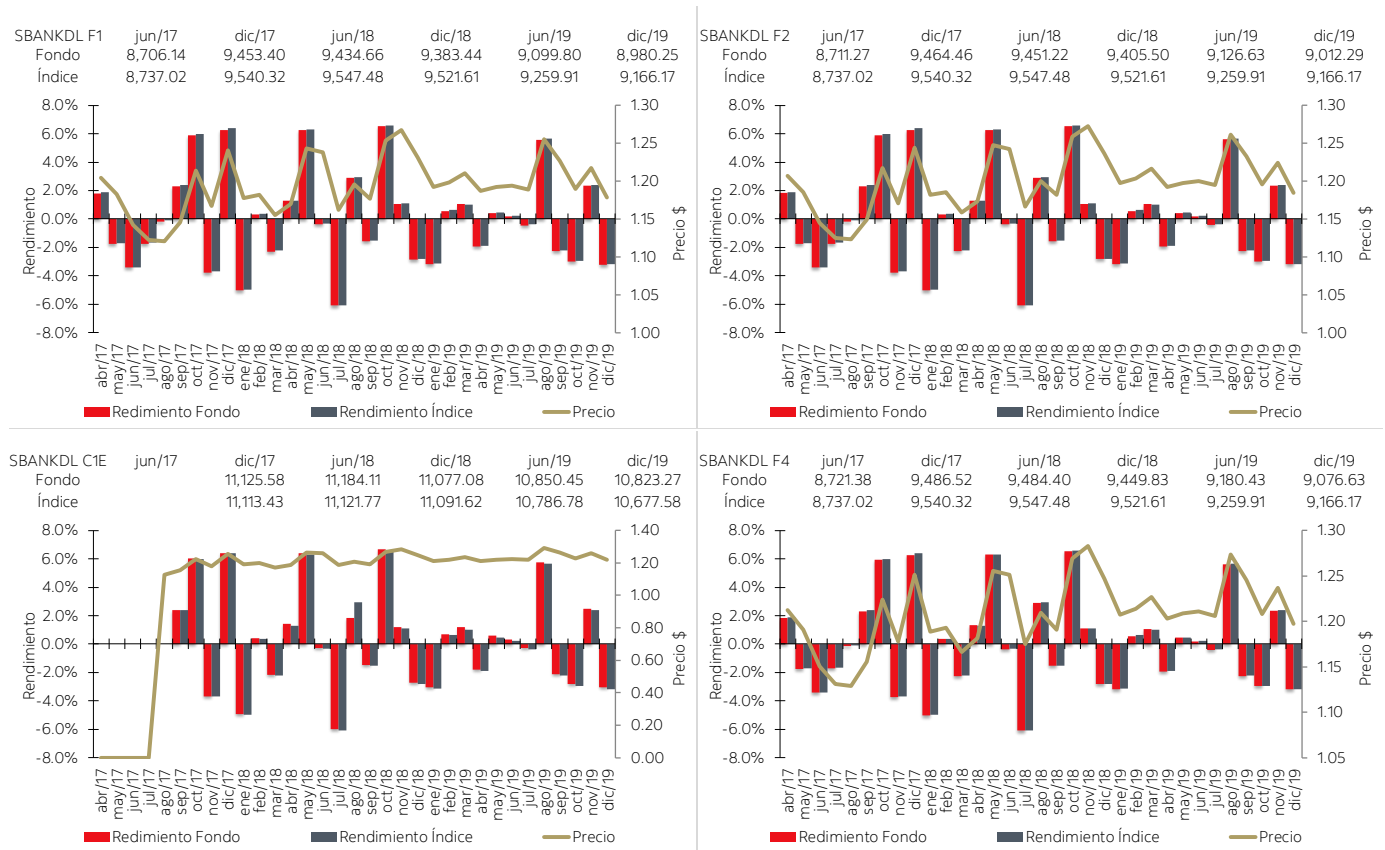 SBANKDL F1 jun/17 dic/17 jun/18 dic/18 jun/19 dic/19
Fondo 8,706.14 9,453.40 9,434.66 9,383.44 9,099.80 8,980.25
Índice 8,737.02 9,540.32 9,547.48 9,521.61 9,259.91 9,166.17
8.0% 6.0% 4.0% 2.0% 0.0% -2.0% -4.0% -6.0% -8.0%
Rendimiento
1.30 1.25 1.20 1.15 1.10 1.05 1.00
Precio $
abr/17 may/17 jun/17 jul/17 ago/17 sep/17 oct/17 nov/17 dic/17 ene/18 feb/18 mar/18 abr/18 may/18 jun/18 jul/18 ago/18 sep/18 oct/18 nov/18 dic/18 ene/19 feb/19 mar/19 abr/19 may/19 jun/19 jul/19 ago/19 sep/19 oct/19 nov/19 dic/19
Redimiento Fondo Rendimiento Índice Precio
SBANKDL F2 jun/17 dic/17 jun/18 dic/18 jun/19 dic/19
Fondo 8,711.27 9,464.46 9,451.22 9,405.50 9,126.63 9,012.29
Índice 8,737.02 9,540.32 9,547.48 9,521.61 9,259.91 9,166.17
8.0% 6.0% 4.0% 2.0% 0.0% -2.0% -4.0% -6.0% -8.0%
Rendimiento
1.30 1.25 1.20 1.15 1.10 1.05 1.00
Precio $
abr/17 may/17 jun/17 jul/17 ago/17 sep/17 oct/17 nov/17 dic/17 ene/18 feb/18 mar/18 abr/18 may/18 jun/18 jul/18 ago/18 sep/18 oct/18 nov/18 dic/18 ene/19 feb/19 mar/19 abr/19 may/19 jun/19 jul/19 ago/19 sep/19 oct/19 nov/19 dic/19
Redimiento Fondo Rendimiento Índice Precio
SBANKDL C1E jun/17 dic/17 jun/18 dic/18 jun/19 dic/19
Fondo 11,125.58 11,184.11 11,077.08 10,850.45 10,823.27
Índice 11,113.43 11,121.77 11,091.62 10,786.78 10,677.58
8.0% 6.0% 4.0% 2.0% 0.0% -2.0% -4.0% -6.0% -8.0%
Rendimiento
1.40 1.20 1.00 0.80 0.60 0.40 0.20 0.00
Precio $
abr/17 may/17 jun/17 jul/17 ago/17 sep/17 oct/17 nov/17 dic/17 ene/18 feb/18 mar/18 abr/18 may/18 jun/18 jul/18 ago/18 sep/18 oct/18 nov/18 dic/18 ene/19 feb/19 mar/19 abr/19 may/19 jun/19 jul/19 ago/19 sep/19 oct/19 nov/19 dic/19
Redimiento Fondo Rendimiento Índice Precio
SBANKDL F4 jun/17 dic/17 jun/18 dic/18 jun/19 dic/19
Fondo 8,721.38 9,486.52 9,484.40 9,449.83 9,180.43 9,076.63
Índice 8,737.02 9,540.32 9,547.48 9,521.61 9,259.91 9,166.17
8.0% 6.0% 4.0% 2.0% 0.0% -2.0% -4.0% -6.0% -8.0%
Rendimiento
1.30 1.25 1.20 1.15 1.10 1.05
Precio $
abr/17 may/17 jun/17 jul/17 ago/17 sep/17 oct/17 nov/17 dic/17 ene/18 feb/18 mar/18 abr/18 may/18 jun/18 jul/18 ago/18 sep/18 oct/18 nov/18 dic/18 ene/19 feb/19 mar/19 abr/19 may/19 jun/19 jul/19 ago/19 sep/19 oct/19 nov/19 dic/19
Redimiento Fondo Rendimiento Índice Precio